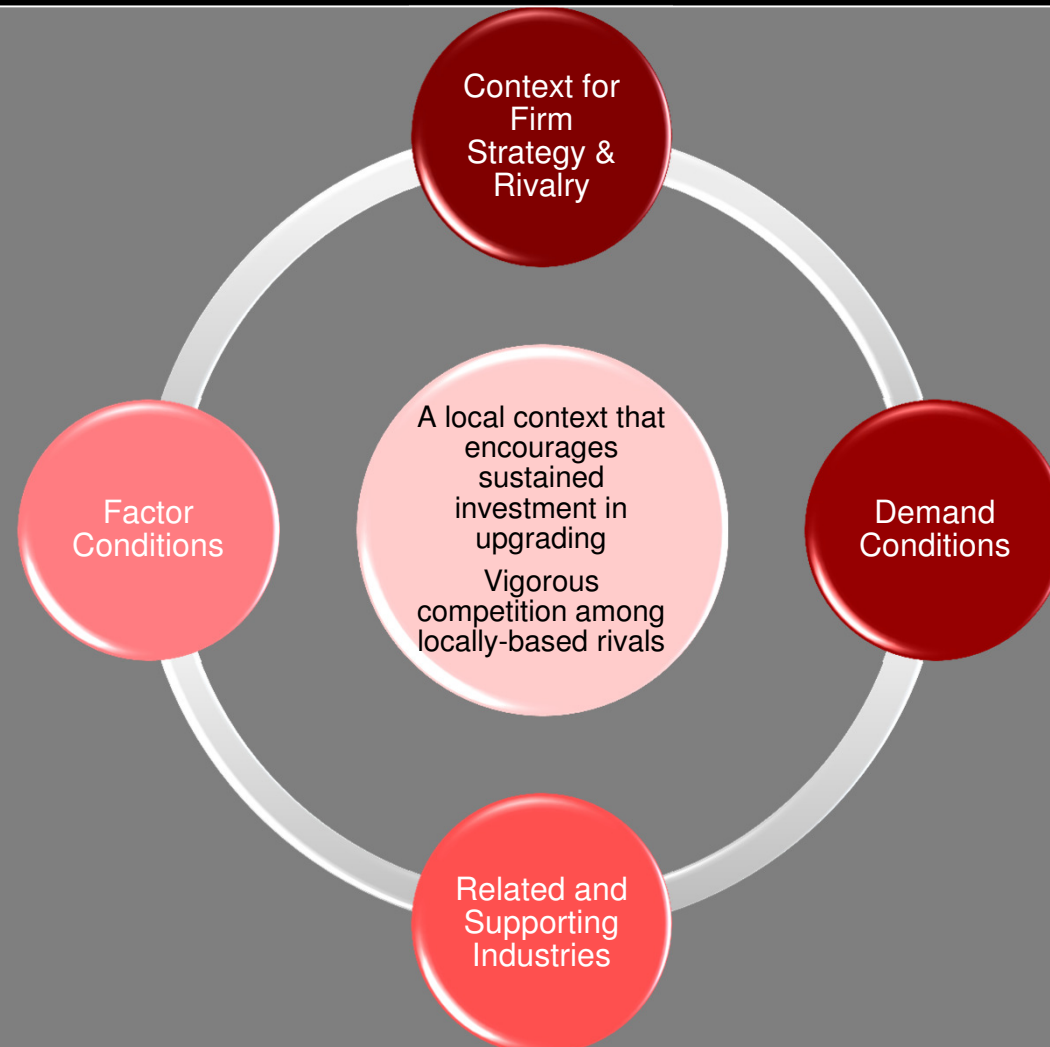 Context for
Firm
Strategy &
Rivalry
A local context that
encourages
sustained
investment in
upgrading
Vigorous
competition among
locally-based rivals
Factor
Conditions
Demand
Conditions
Related and
Supporting
Industries